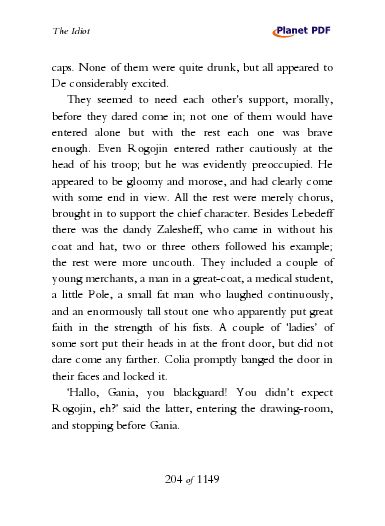 The Idiot
Planet PDF
caps. None of them were quite drunk, but all appeared to
De considerably excited.
They seemed to need each other's support, morally,
before they dared come in; not one of them would have
entered alone but with the rest each one was brave
enough. Even Rogojin entered rather cautiously at the
head of his troop; but he was evidently preoccupied. He
appeared to be gloomy and morose, and had clearly come
with some end in view. All the rest were merely chorus,
brought in to support the chief character. Besides Lebedeff
there was the dandy Zalesheff, who came in without his
coat and hat, two or three others followed his example;
the rest were more uncouth. They included a couple of
young merchants, a man in a great-coat, a medical student,
a little Pole, a small fat man who laughed continuously,
and an enormously tall stout one who apparently put great
faith in the strength of his fists. A couple of 'ladies' of
some sort put their heads in at the front door, but did not
dare come any farther. Colia promptly banged the door in
their faces and locked it.
'Hallo, Gania, you blackguard! You didn't expect
Rogojin, eh?' said the latter, entering the drawing-room,
and stopping before Gania.
204 of 1149